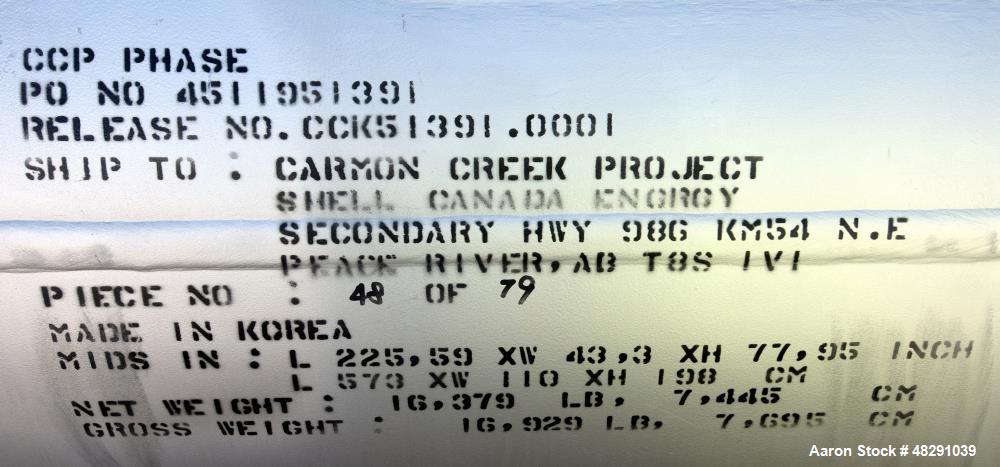 CCP PHASE
PO NO 4511951391
RELEASE NO.CCK51391.0001
SHIP TO : CARMON CREEK PROJECT
SHELL CANADA ENGRGY
SECONDARY HWY 986 KM54 N.E
PEACE RIVER,AB T8S 1V1
PIECE NO : 48 OF 79
MADE IN KOREA
MIDS IN : L 225,59 XW 43,3 XH 77,95 INCH
L 573 XW 110 XH 198 CM
NET WEIGHT : 16,379 LB, 7,445 CM
GROSS WEIGHT : 16,929 LB, 7,695 CM
Aaron Stock # 48291039